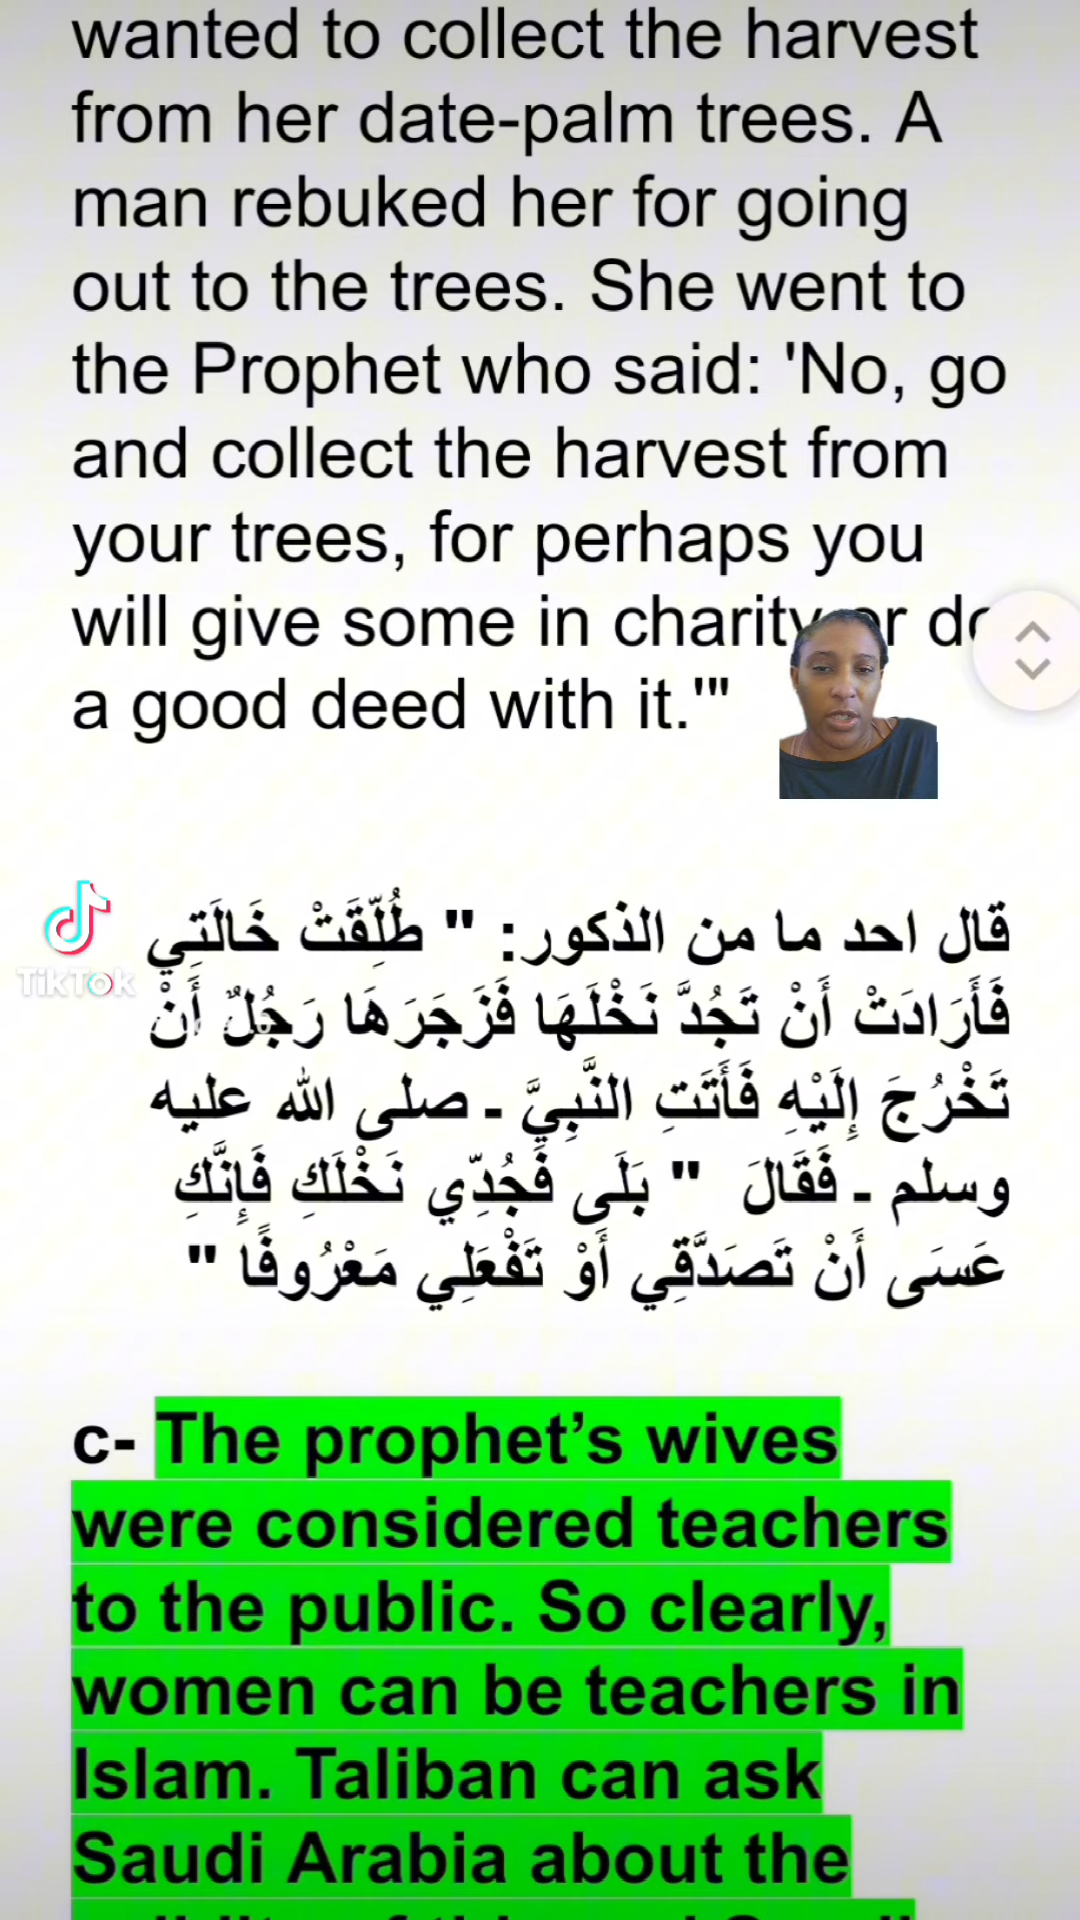 wanted to collect the harvest
from her date-palm trees. A
man rebuked her for going
out to the trees. She went to
the Prophet who said: 'No, go
and collect the harvest from
your trees, for perhaps you
will give some in charity or do
a good deed with it.'"
قال احد ما من الذكور: " طُلِّقَتْ خَالَتِي
فَأَرَادَتْ أَنْ تَجُدَّ نَخْلَهَا فَزَجَرَهَا رَجُلٌ أَنْ
تَخْرُجَ إِلَيْهِ فَأَتَتِ النَّبِيَّ ـ صلى الله عليه
وسلم ـ فَقَالَ " بَلَى فَجُدِّي نَخْلَكِ فَإِنَّكِ
عَسَى أَنْ تَصَدَّقِي أَوْ تَفْعَلِي مَعْرُوفًا "
TikTok
c- The prophet’s wives
were considered teachers
to the public. So clearly,
women can be teachers in
Islam. Taliban can ask
Saudi Arabia about the